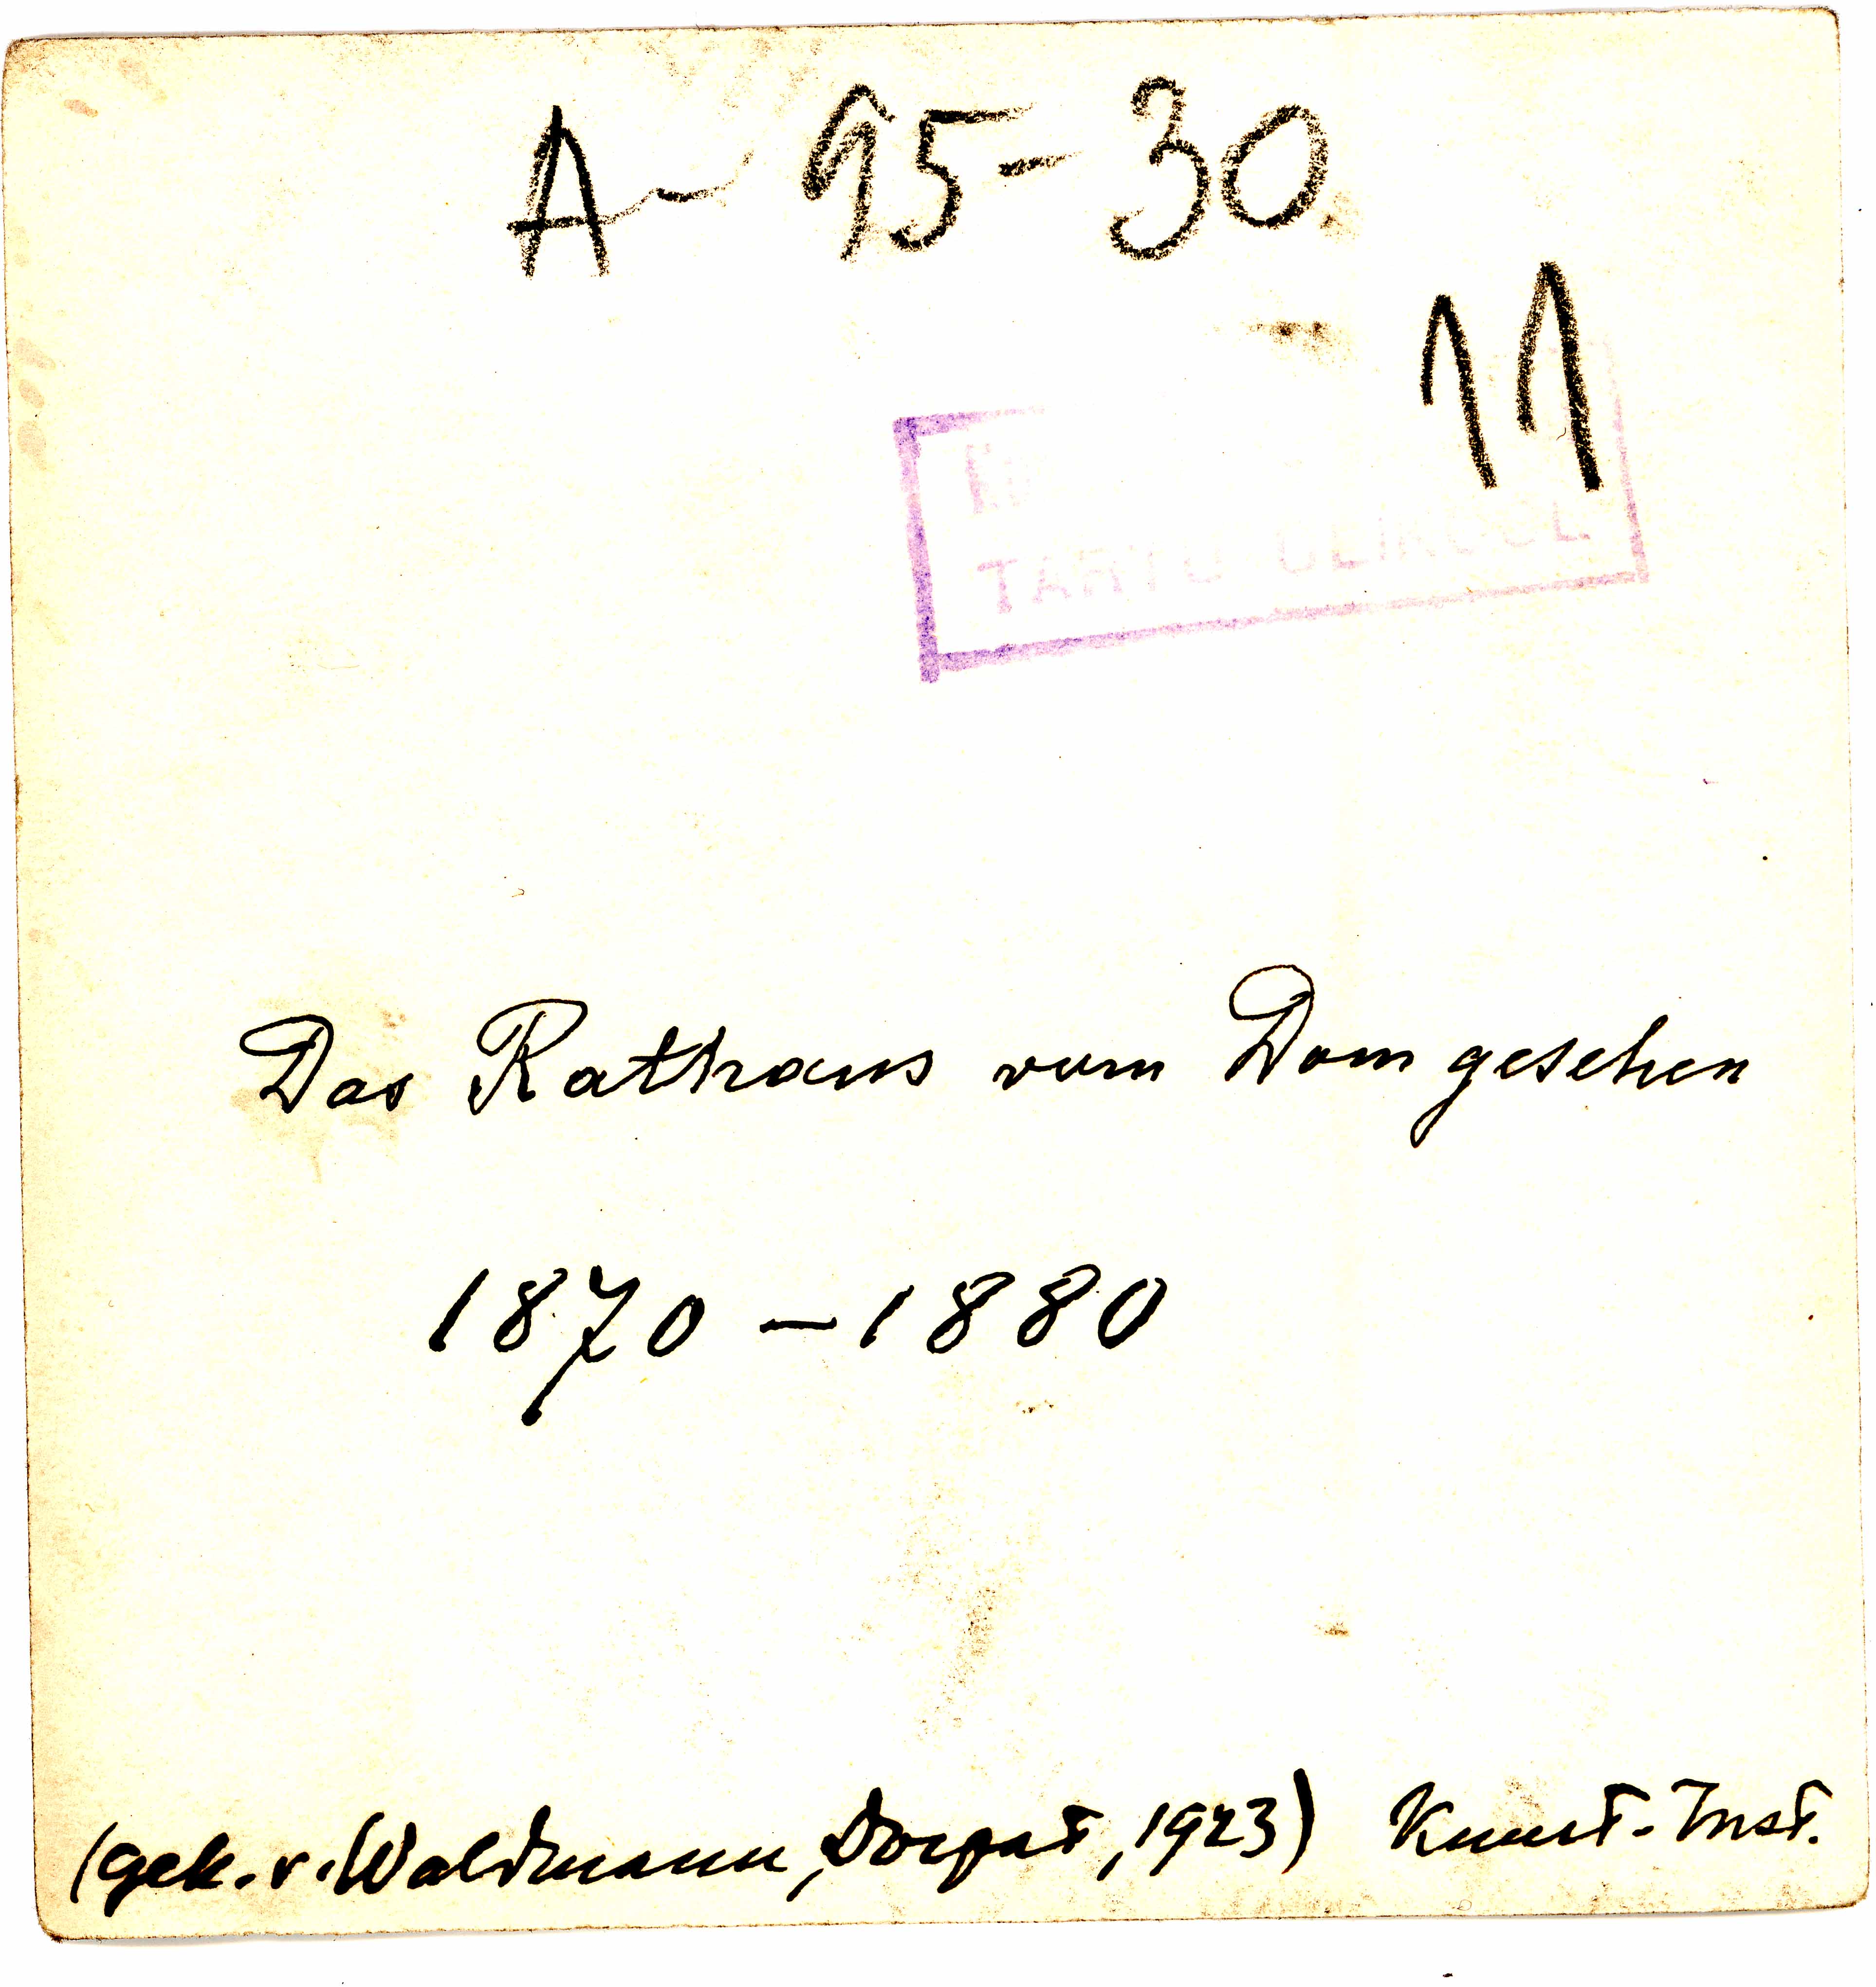 A - 95-30
11
TARTU ÜLIKOOL
Das Rathaus vom Dom gesehen
1870 - 1880
(gek. v. Waldmann, Dorpat, 1923) Kunst-Inst.